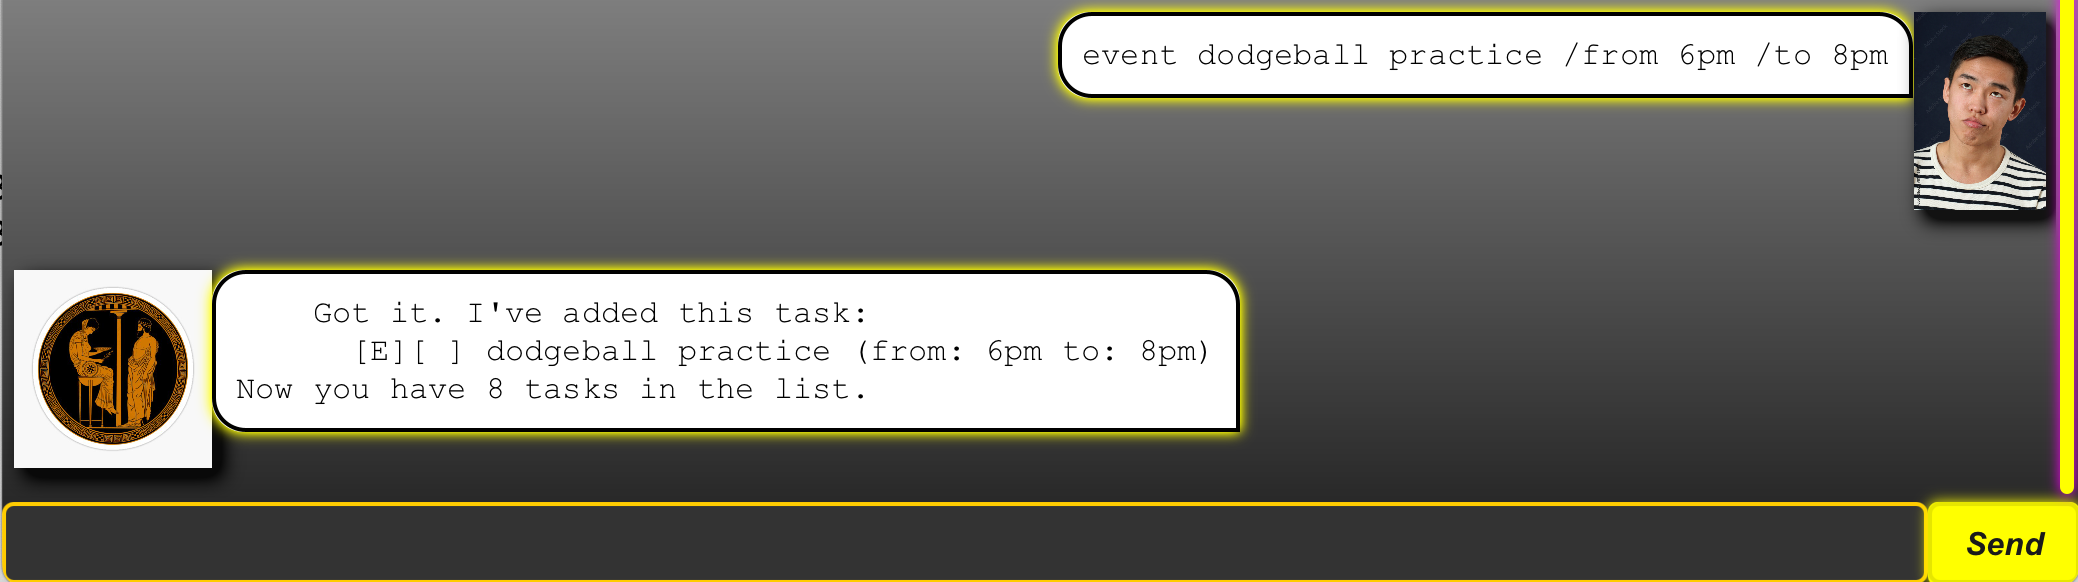 event dodgeball practice /from 6pm /to 8pm
Got it. I've added this task:
[E][ ] dodgeball practice (from: 6pm to: 8pm)
Now you have 8 tasks in the list.
Send